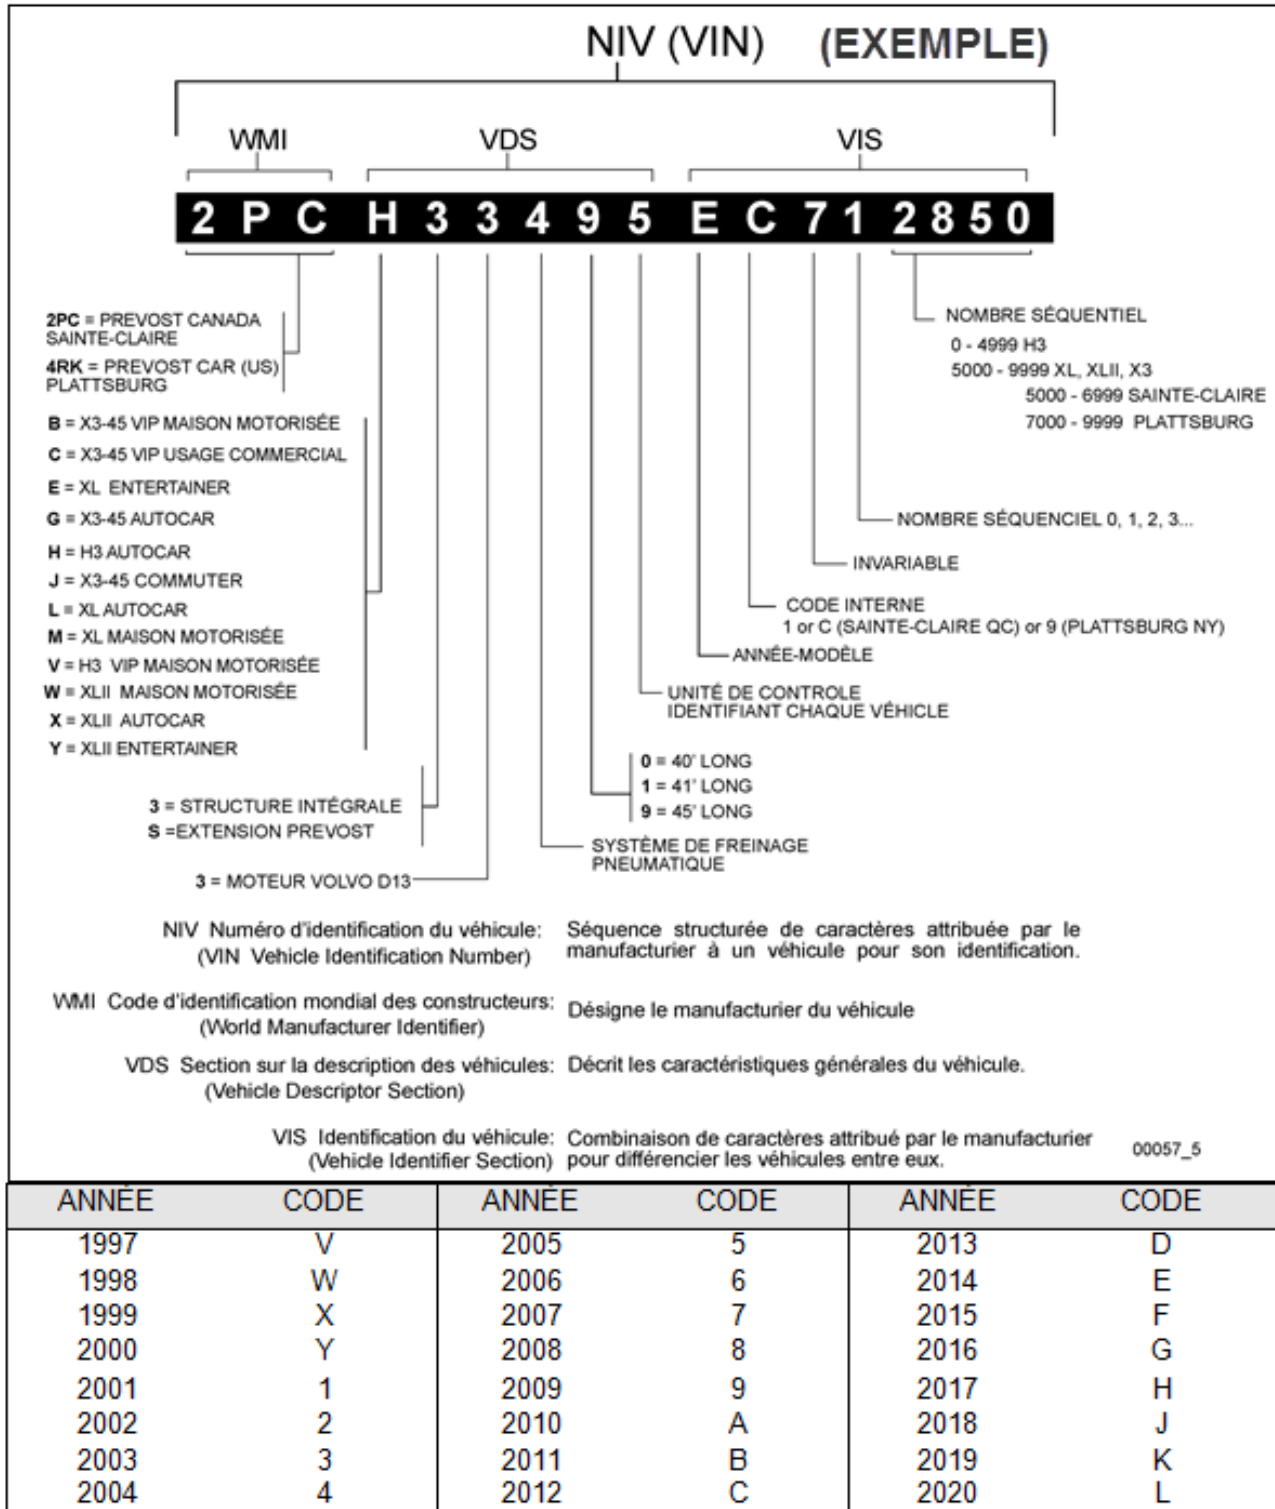 NIV (VIN) (EXEMPLE)
WMI VDS VIS
2 P C H 3 3 4 9 5 E C 7 1 2 8 5 0
2PC = PREVOST CANADA
SAINTE-CLAIRE
4RK = PREVOST CAR (US)
PLATTSBURG
B = X3-45 VIP MAISON MOTORISÉE
C = X3-45 VIP USAGE COMMERCIAL
E = XL ENTERTAINER
G = X3-45 AUTOCAR
H = H3 AUTOCAR
J = X3-45 COMMUTER
L = XL AUTOCAR
M = XL MAISON MOTORISÉE
V = H3 VIP MAISON MOTORISÉE
W = XLII MAISON MOTORISÉE
X = XLII AUTOCAR
Y = XLII ENTERTAINER
3 = STRUCTURE INTÉGRALE
S =EXTENSION PREVOST
3 = MOTEUR VOLVO D13
NOMBRE SÉQUENTIEL
0 - 4999 H3
5000 - 9999 XL, XLII, X3
5000 - 6999 SAINTE-CLAIRE
7000 - 9999 PLATTSBURG
NOMBRE SÉQUENCIEL 0, 1, 2, 3...
INVARIABLE
CODE INTERNE
1 or C (SAINTE-CLAIRE QC) or 9 (PLATTSBURG NY)
ANNÉE-MODÈLE
UNITÉ DE CONTROLE
IDENTIFIANT CHAQUE VÉHICLE
0 = 40' LONG
1 = 41' LONG
9 = 45' LONG
SYSTÈME DE FREINAGE
PNEUMATIQUE
NIV Numéro d'identification du véhicule: Séquence structurée de caractères attribuée par le
(VIN Vehicle Identification Number) manufacturier à un véhicule pour son identification.
WMI Code d'identification mondial des constructeurs: Désigne le manufacturier du véhicule
(World Manufacturer Identifier)
VDS Section sur la description des véhicules: Décrit les caractéristiques générales du véhicule.
(Vehicle Descriptor Section)
VIS Identification du véhicule: Combinaison de caractères attribué par le manufacturier
(Vehicle Identifier Section) pour différencier les véhicules entre eux.
00057_5
ANNÉE CODE ANNÉE CODE ANNÉE CODE
1997 V 2005 5 2013 D
1998 W 2006 6 2014 E
1999 X 2007 7 2015 F
2000 Y 2008 8 2016 G
2001 1 2009 9 2017 H
2002 2 2010 A 2018 J
2003 3 2011 B 2019 K
2004 4 2012 C 2020 L